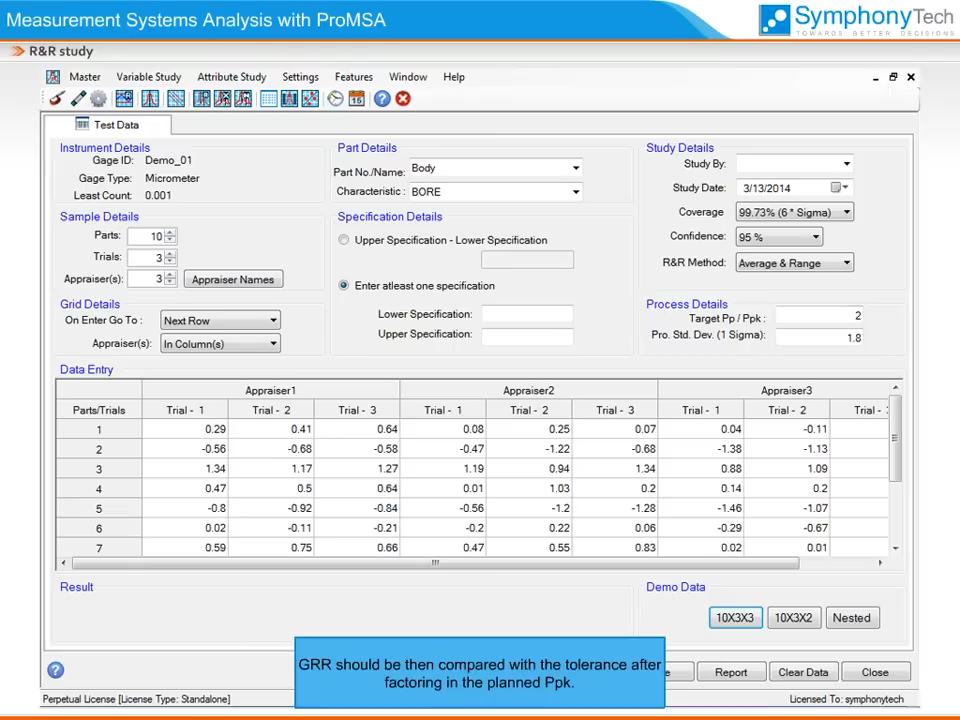 Measurement Systems Analysis with ProMSA
SymphonyTech
TOWARDS BETTER DECISIONS
R&R study
Master Variable Study Attribute Study Settings Features Window Help
15
Test Data
Instrument Details
Gage ID: Demo_01
Gage Type: Micrometer
Least Count: 0.001
Part Details
Part No./Name: Body
Characteristic : BORE
Study Details
Study By:
Study Date: 3/13/2014
Coverage 99.73% (6 * Sigma)
Confidence: 95 %
R&R Method: Average & Range
Sample Details
Parts: 10
Trials: 3
Appraiser(s): 3 Appraiser Names
Specification Details
Upper Specification - Lower Specification
Enter atleast one specification
Lower Specification:
Upper Specification:
Grid Details
On Enter Go To : Next Row
Appraiser(s): In Column(s)
Process Details
Target Pp / Ppk : 2
Pro. Std. Dev. (1 Sigma): 1.8
Data Entry
Appraiser1 Appraiser2 Appraiser3
Parts/Trials Trial - 1 Trial - 2 Trial - 3 Trial - 1 Trial - 2 Trial - 3 Trial - 1 Trial - 2 Trial -
1 0.29 0.41 0.64 0.08 0.25 0.07 0.04 -0.11
2 -0.56 -0.68 -0.58 -0.47 -1.22 -0.68 -1.38 -1.13
3 1.34 1.17 1.27 1.19 0.94 1.34 0.88 1.09
4 0.47 0.5 0.64 0.01 1.03 0.2 0.14 0.2
5 -0.8 -0.92 -0.84 -0.56 -1.2 -1.28 -1.46 -1.07
6 0.02 -0.11 -0.21 -0.2 0.22 0.06 -0.29 -0.67
7 0.59 0.75 0.66 0.47 0.55 0.83 0.02 0.01
Result
Demo Data
10X3X3 10X3X2 Nested
GRR should be then compared with the tolerance after
factoring in the planned Ppk.
Report Clear Data Close
Perpetual License [License Type: Standalone]
Licensed To: symphonytech